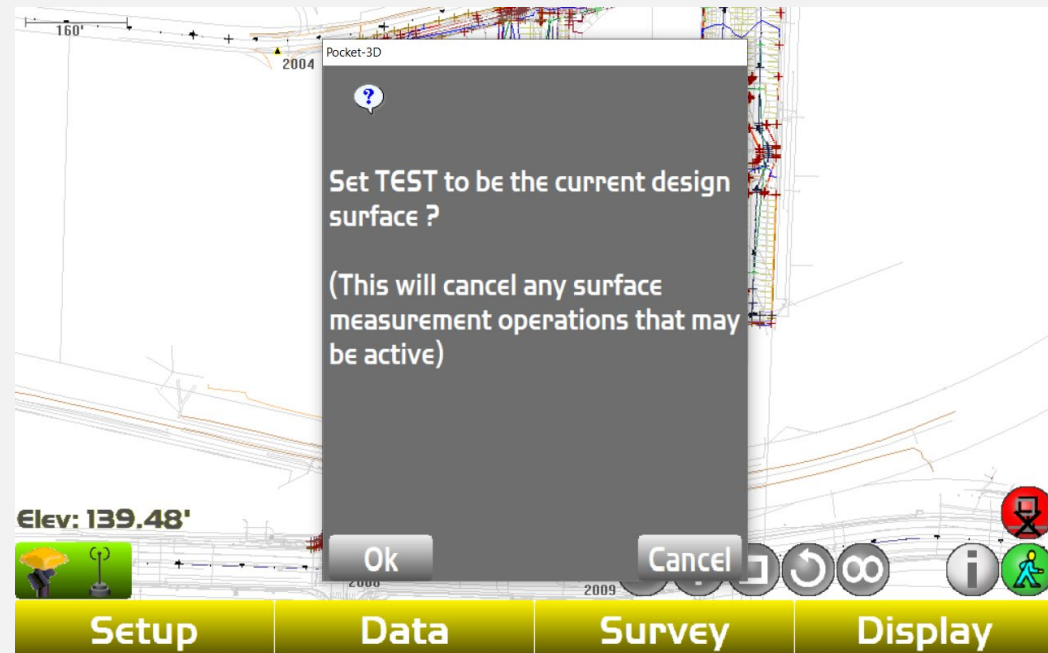 160'
2004
Pocket-3D
?
Set TEST to be the current design
surface ?
(This will cancel any surface
measurement operations that may
be active)
Elev: 139.48'
Ok
Cancel
2008
2009
i
Setup
Data
Survey
Display